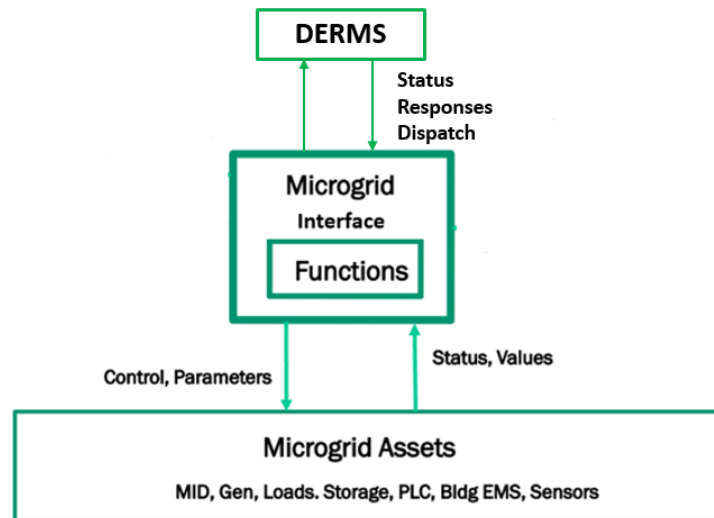 DERMS
Status
Responses
Dispatch
Microgrid
Interface
Functions
Control, Parameters
Status, Values
Microgrid Assets
MID, Gen, Loads. Storage, PLC, Bldg EMS, Sensors